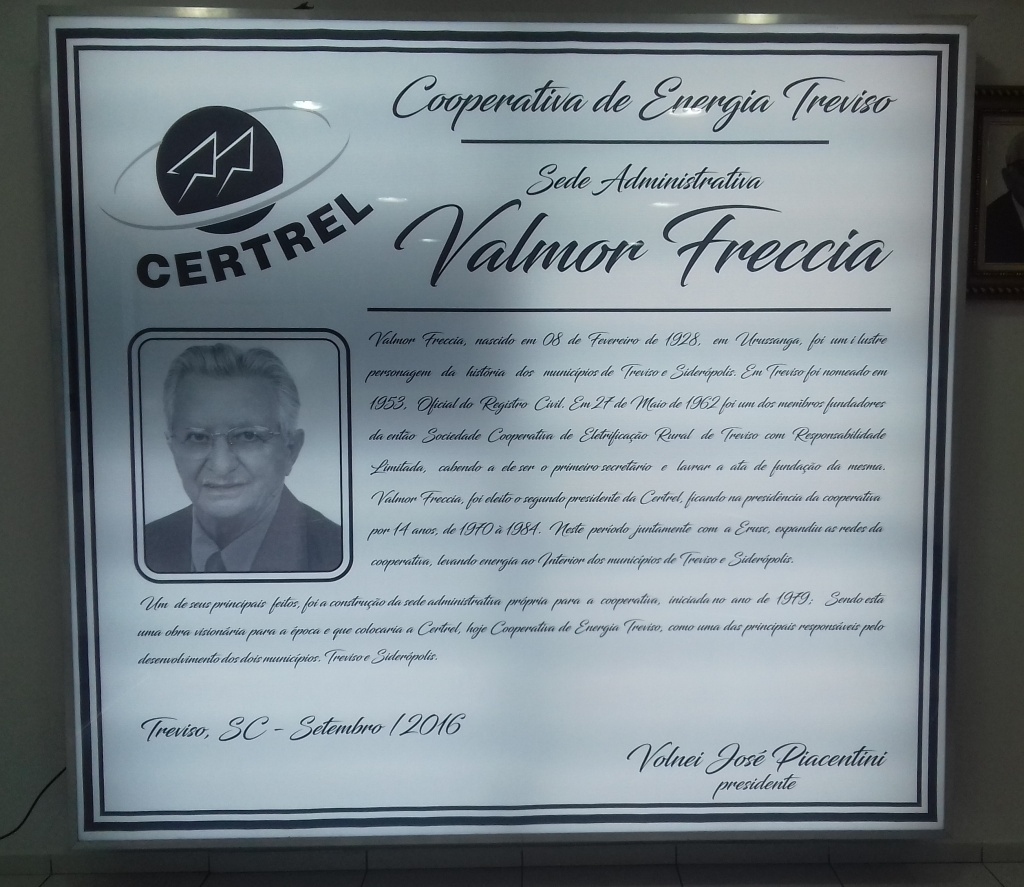 Cooperativa de Energia Treviso
Sede Administrativa
Valmor Freccia
CERTREL
Valmor Freccia, nascido em 08 de Fevereiro de 1928, em Urussanga, foi um ilustre
personagem da história dos municípios de Treviso e Siderópolis. Em Treviso foi nomeado em
1953, Oficial do Registro Civil. Em 27 de Maio de 1962 foi um dos membros fundadores
da então Sociedade Cooperativa de Eletrificação Rural de Treviso com Responsabilidade
Limitada, cabendo a ele ser o primeiro secretário e lavrar a ata de fundação da mesma.
Valmor Freccia, foi eleito o segundo presidente da Certrel, ficando na presidência da cooperativa
por 14 anos, de 1970 à 1984. Neste período juntamente com a Erusc, expandiu as redes da
cooperativa, levando energia ao Interior dos municípios de Treviso e Siderópolis.
Um de seus principais feitos, foi a construção da sede administrativa própria para a cooperativa, iniciada no ano de 1979; Sendo esta
uma obra visionária para a época e que colocaria a Certrel, hoje Cooperativa de Energia Treviso, como uma das principais responsáveis pelo
desenvolvimento dos dois municípios. Treviso e Siderópolis.
Treviso, SC - Setembro / 2016
Volnei José Piacentini
presidente